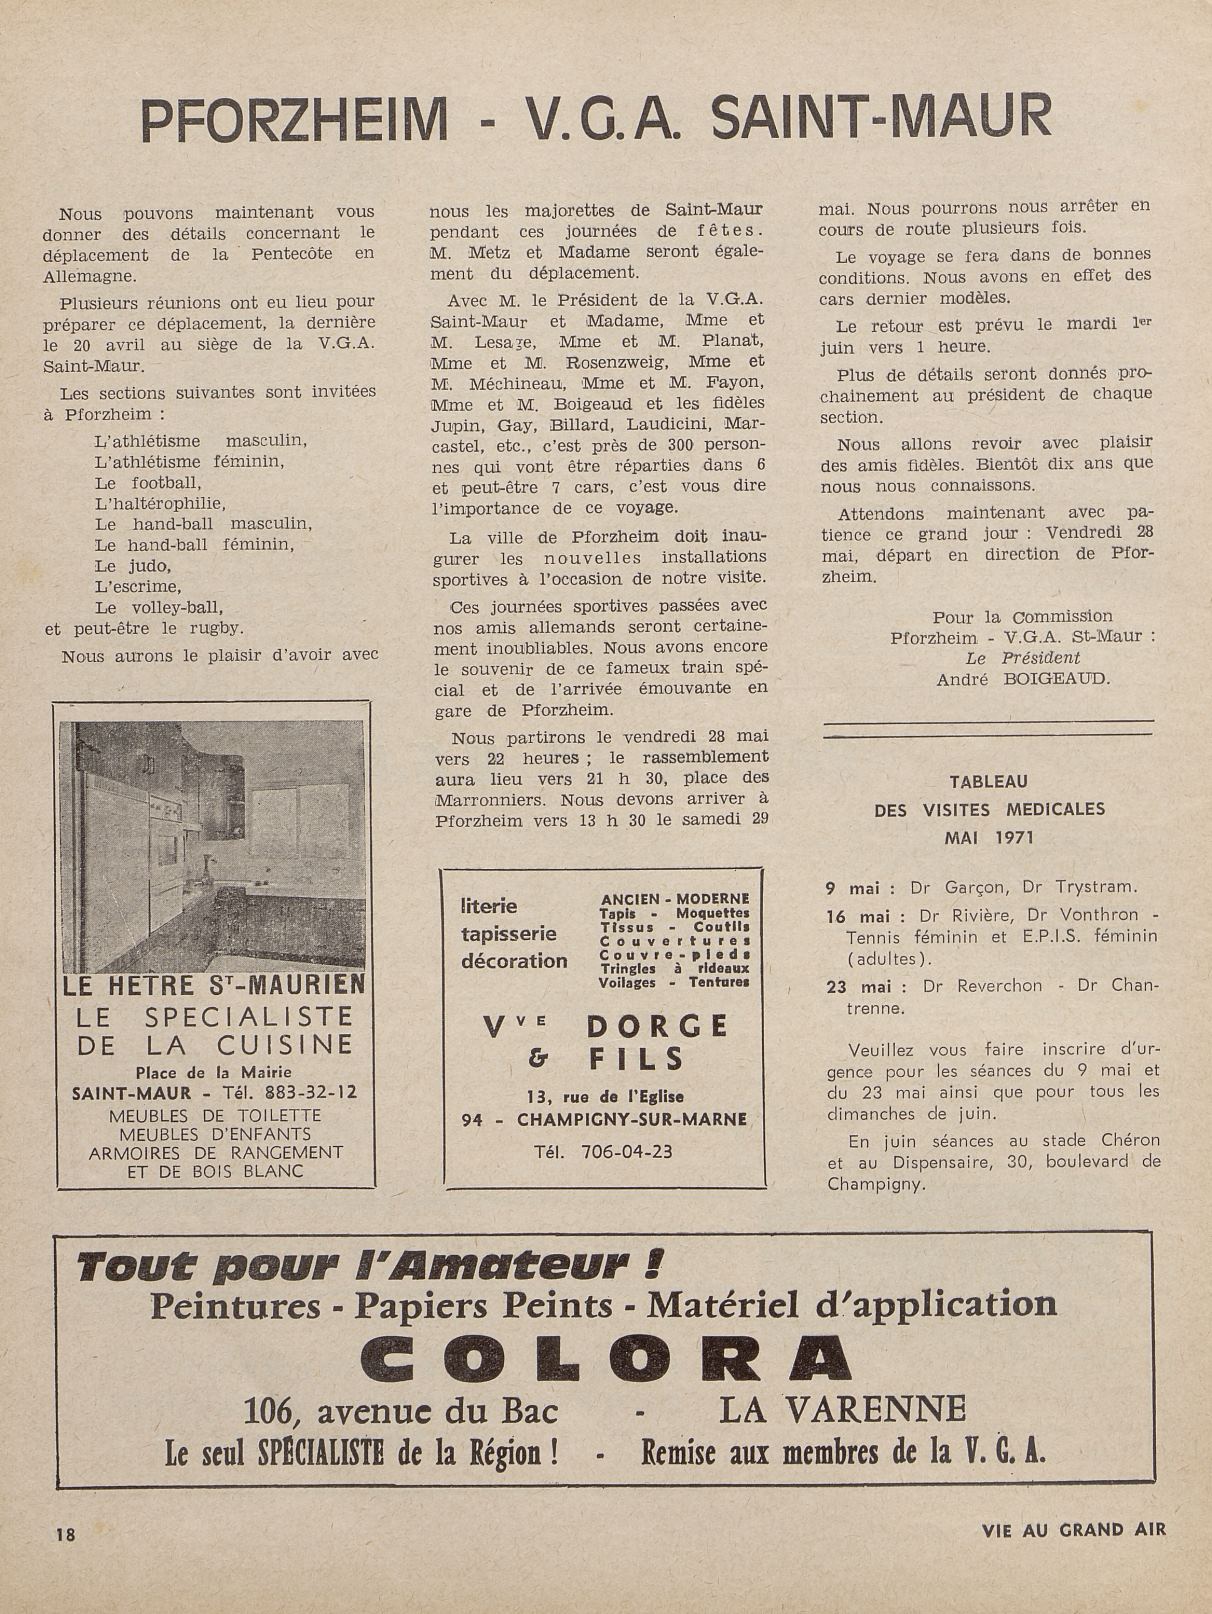 PFORZHEIM - V.G.A. SAINT-MAUR
Nous pouvons maintenant vous
donner des détails concernant le
déplacement de la Pentecôte en
Allemagne.
Plusieurs réunions ont eu lieu pour
préparer ce déplacement, la dernière
le 20 avril au siège de la V.G.A.
Saint-Maur.
Les sections suivantes sont invitées
à Pforzheim :
L'athlétisme masculin,
L'athlétisme féminin,
Le football,
L'haltérophilie,
Le hand-ball masculin,
Le hand-ball féminin,
Le judo,
L'escrime,
Le volley-ball,
et peut-être le rugby.
Nous aurons le plaisir d'avoir avec
nous les majorettes de Saint-Maur
pendant ces journées de fêtes.
M. Metz et Madame seront égale-
ment du déplacement.
Avec M. le Président de la V.G.A.
Saint-Maur et Madame, Mme et
M. Lesage, Mme et M. Planat,
Mme et M. Rosenzweig, Mme et
M. Méchineau, Mme et M. Fayon,
Mme et M. Boigeaud et les fidèles
Jupin, Gay, Billard, Laudicini, Mar-
castel, etc., c'est près de 300 person-
nes qui vont être réparties dans 6
et peut-être 7 cars, c'est vous dire
l'importance de ce voyage.
La ville de Pforzheim doit inau-
gurer les nouvelles installations
sportives à l'occasion de notre visite.
Ces journées sportives passées avec
nos amis allemands seront certaine-
ment inoubliables. Nous avons encore
le souvenir de ce fameux train spé-
cial et de l'arrivée émouvante en
gare de Pforzheim.
Nous partirons le vendredi 28 mai
vers 22 heures ; le rassemblement
aura lieu vers 21 h 30, place des
Marronniers. Nous devons arriver à
Pforzheim vers 13 h 30 le samedi 29
mai. Nous pourrons nous arrêter en
cours de route plusieurs fois.
Le voyage se fera dans de bonnes
conditions. Nous avons en effet des
cars dernier modèles.
Le retour est prévu le mardi 1er
juin vers 1 heure.
Plus de détails seront donnés pro-
chainement au président de chaque
section.
Nous allons revoir avec plaisir
des amis fidèles. Bientôt dix ans que
nous nous connaissons.
Attendons maintenant avec pa-
tience ce grand jour : Vendredi 28
mai, départ en direction de Pfor-
zheim.
Pour la Commission
Pforzheim - V.G.A. St-Maur :
Le Président
André BOIGEAUD.
LE HETRE ST-MAURIEN
LE SPECIALISTE
DE LA CUISINE
Place de la Mairie
SAINT-MAUR - Tél. 883-32-12
MEUBLES DE TOILETTE
MEUBLES D'ENFANTS
ARMOIRES DE RANGEMENT
ET DE BOIS BLANC
literie
tapisserie
décoration
ANCIEN - MODERNE
Tapis - Moquettes
Tissus - Coutils
Couvertures
Couvre-pieds
Tringles à rideaux
Voilages - Tentures
VVE DORGE
& FILS
13, rue de l'Eglise
94 - CHAMPIGNY-SUR-MARNE
Tél. 706-04-23
TABLEAU
DES VISITES MEDICALES
MAI 1971
9 mai : Dr Garçon, Dr Trystram.
16 mai : Dr Rivière, Dr Vonthron -
Tennis féminin et E.P.I.S. féminin
(adultes).
23 mai : Dr Reverchon - Dr Chan-
trenne.
Veuillez vous faire inscrire d'ur-
gence pour les séances du 9 mai et
du 23 mai ainsi que pour tous les
dimanches de juin.
En juin séances au stade Chéron
et au Dispensaire, 30, boulevard de
Champigny.
Tout pour l'Amateur !
Peintures - Papiers Peints - Matériel d'application
COLORA
106, avenue du Bac - LA VARENNE
Le seul SPÉCIALISTE de la Région ! - Remise aux membres de la V. G. A.
18
VIE AU GRAND AIR